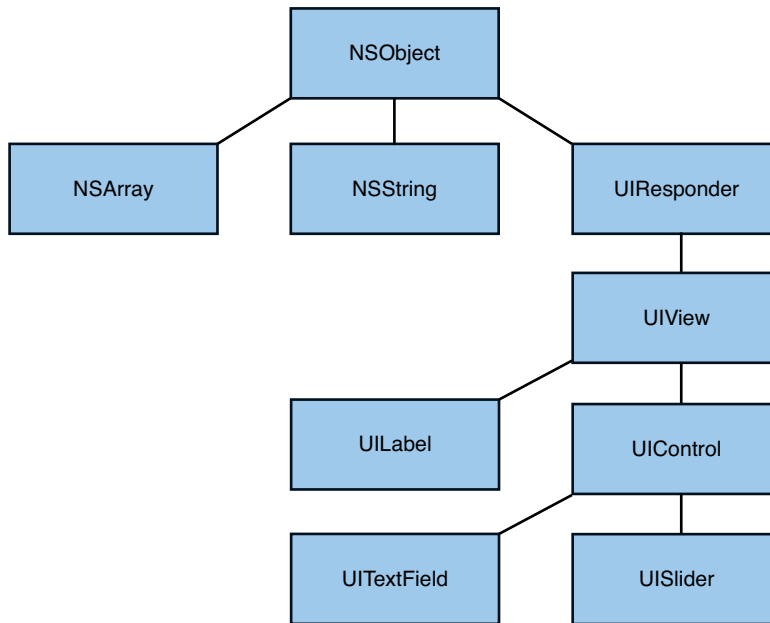 NSObject
NSArray
NSString
UIResponder
UIView
UILabel
UIControl
UITextField
UISlider